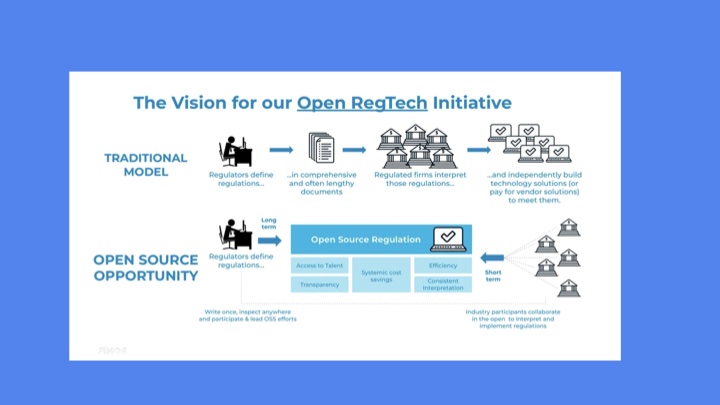 The Vision for our Open RegTech Initiative
TRADITIONAL
MODEL
Regulators define
regulations...
...in comprehensive
and often lengthy
documents
Regulated firms interpret
those regulations...
...and independently build
technology solutions (or
pay for vendor solutions)
to meet them.
OPEN SOURCE
OPPORTUNITY
Regulators define
regulations...
Long
term
Open Source Regulation
Access to Talent
Transparency
Systemic cost
savings
Efficiency
Consistent
Interpretation
Short
term
Write once, inspect anywhere
and participate & lead OSS efforts
Industry participants collaborate
in the open to interpret and
implement regulations